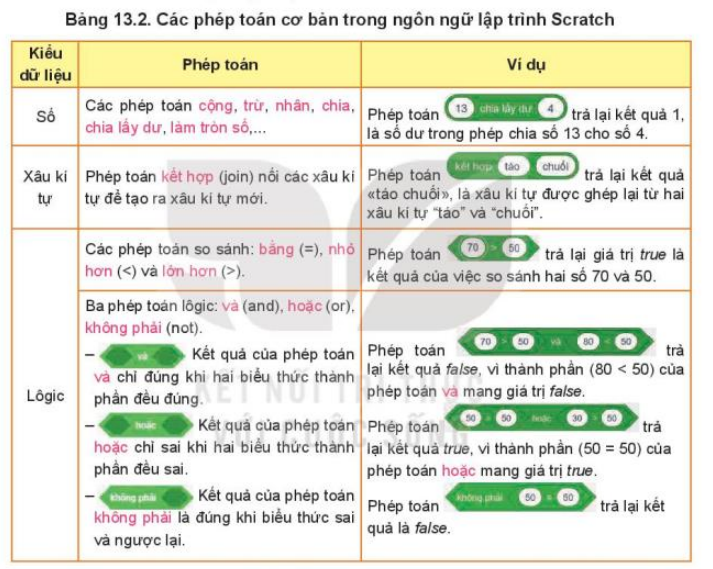 Bảng 13.2. Các phép toán cơ bản trong ngôn ngữ lập trình Scratch
Kiểu dữ liệu
Phép toán
Ví dụ
Số
Các phép toán cộng, trừ, nhân, chia,
chia lấy dư, làm tròn số,...
Phép toán 13 chia lấy dư 4 trả lại kết quả 1,
là số dư trong phép chia số 13 cho số 4.
Xâu kí tự
Phép toán kết hợp (join) nối các xâu kí
tự để tạo ra xâu kí tự mới.
Phép toán kết hợp táo chuối trả lại kết quả
«táo chuối», là xâu kí tự được ghép lại từ hai
xâu kí tự “táo” và “chuối”.
Lôgic
Các phép toán so sánh: bằng (=), nhỏ
hơn (<) và lớn hơn (>).
Phép toán 70 > 50 trả lại giá trị true là
kết quả của việc so sánh hai số 70 và 50.
Ba phép toán lôgic: và (and), hoặc (or),
không phải (not).
– và Kết quả của phép toán
và chỉ đúng khi hai biểu thức thành
phần đều đúng.
– hoặc Kết quả của phép toán
hoặc chỉ sai khi hai biểu thức thành
phần đều sai.
– không phải Kết quả của phép toán
không phải là đúng khi biểu thức sai
và ngược lại.
Phép toán 70 > 50 và 80 < 50 trả
lại kết quả false, vì thành phần (80 < 50) của
phép toán và mang giá trị false.
Phép toán 50 = 50 hoặc 30 > 50 trả
lại kết quả true, vì thành phần (50 = 50) của
phép toán hoặc mang giá trị true.
Phép toán không phải 50 = 50 trả lại kết
quả là false.
KẾT NỐI TRI THỨC
VỚI CUỘC SỐNG